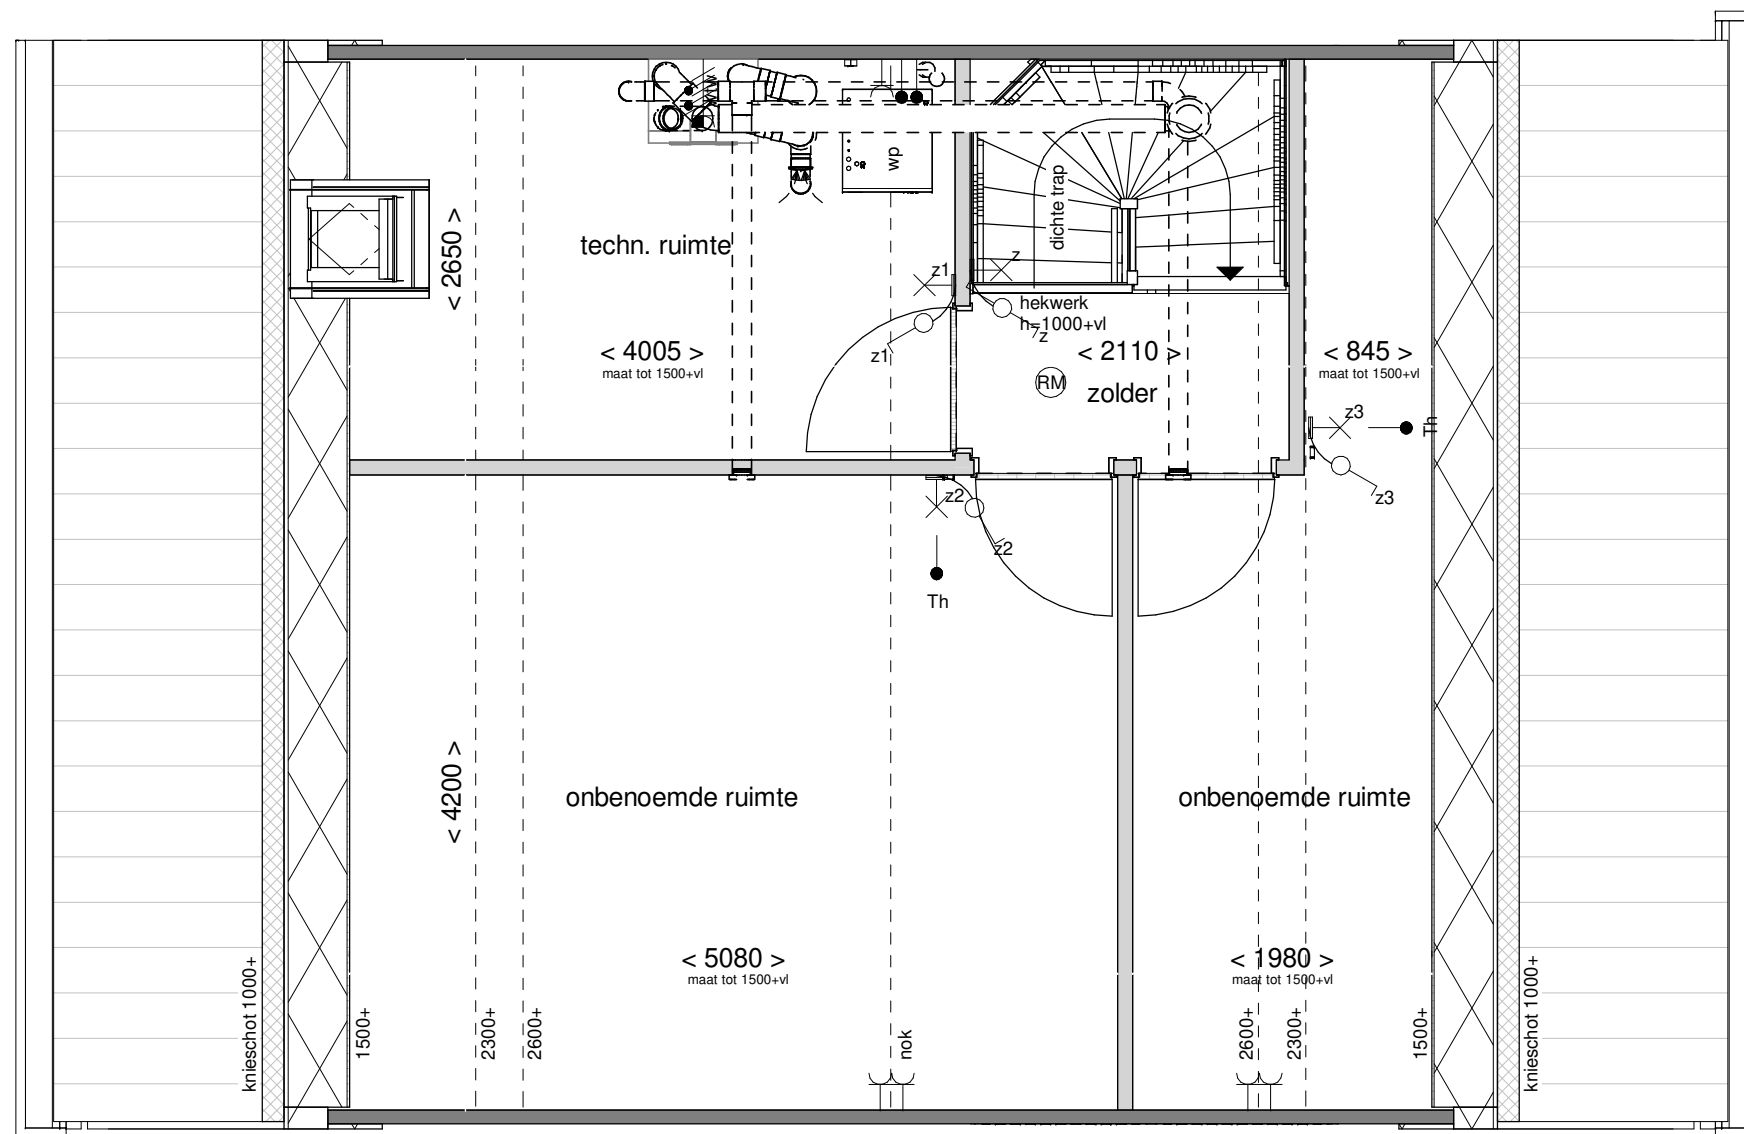 wp
dichte trap
< 2650 >
techn. ruimte
z1
z
hekwerk
h=1000+vl
z
z1
< 4005 >
maat tot 1500+vl
< 2110 >
< 845 >
maat tot 1500+vl
RM
zolder
z3
Th
z2
z3
z2
Th
< 4200 >
onbenoemde ruimte
onbenoemde ruimte
< 5080 >
maat tot 1500+vl
< 1980 >
maat tot 1500+vl
knieschot 1000+
1500+
2300+
2600+
nok
2600+
2300+
1500+
knieschot 1000+